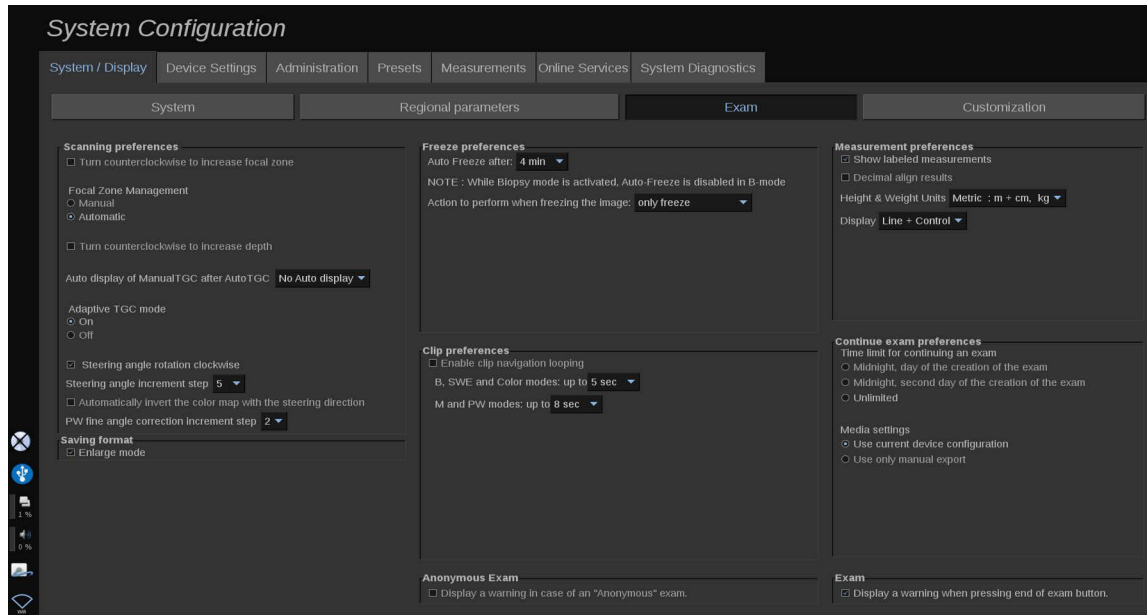 System Configuration
System / Display
Device Settings
Administration
Presets
Measurements
Online Services
System Diagnostics
System
Regional parameters
Exam
Customization
Scanning preferences
Turn counterclockwise to increase focal zone
Focal Zone Management
Manual
Automatic
Turn counterclockwise to increase depth
Auto display of ManualTGC after AutoTGC No Auto display
Adaptive TGC mode
On
Off
Steering angle rotation clockwise
Steering angle increment step 5
Automatically invert the color map with the steering direction
PW fine angle correction increment step 2
Saving format
Enlarge mode
Freeze preferences
Auto Freeze after: 4 min
NOTE : While Biopsy mode is activated, Auto-Freeze is disabled in B-mode
Action to perform when freezing the image: only freeze
Clip preferences
Enable clip navigation looping
B, SWE and Color modes: up to 5 sec
M and PW modes: up to 8 sec
Anonymous Exam
Display a warning in case of an "Anonymous" exam.
Measurement preferences
Show labeled measurements
Decimal align results
Height & Weight Units Metric : m + cm, kg
Display Line + Control
Continue exam preferences
Time limit for continuing an exam
Midnight, day of the creation of the exam
Midnight, second day of the creation of the exam
Unlimited
Media settings
Use current device configuration
Use only manual export
Exam
Display a warning when pressing end of exam button.
1 %
0 %
Wifi